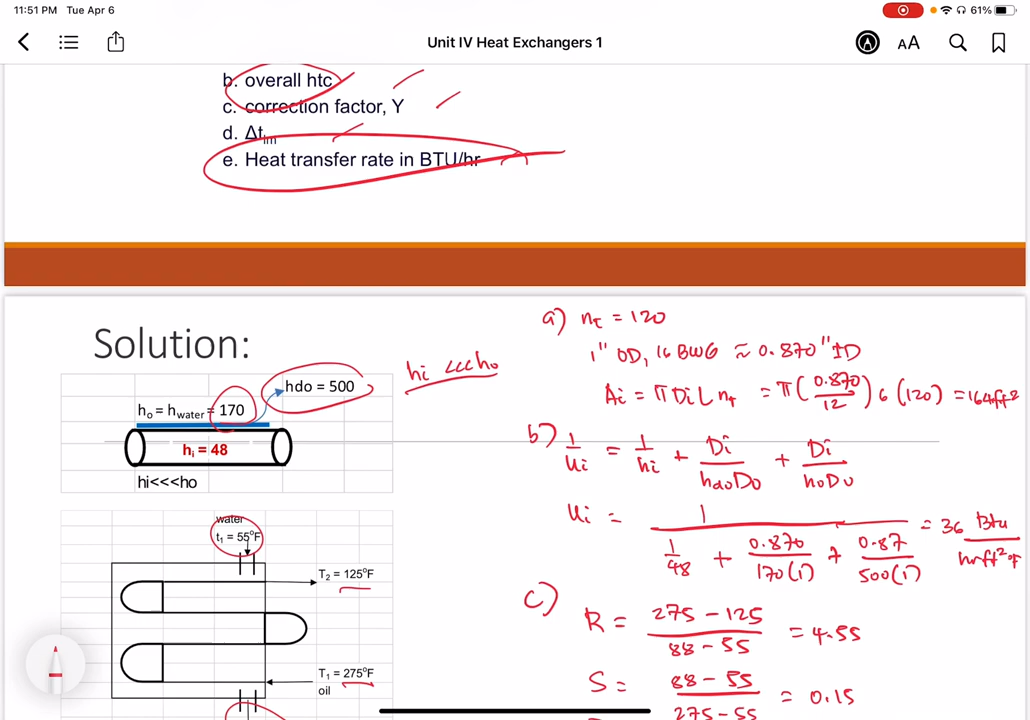 11:51 PM Tue Apr 6
61%
Unit IV Heat Exchangers 1
AA
b. overall htc
c. correction factor, Y
d. Δtlm
e. Heat transfer rate in BTU/hr
Solution:
hi <<< ho
hdo = 500
ho = hwater = 170
hi = 48
hi<<<ho
water
t1 = 55°F
T2 = 125°F
T1 = 275°F
oil
a) nt = 120
1" OD, 16 BWG ≈ 0.870" ID
Ai = π Di L nt = π (0.870/12) 6 (120) = 164 ft²
b) 1/Ui = 1/hi + Di/hdoDo + Di/hoDo
Ui = 1/(1/48 + 0.870/170(1) + 0.87/500(1)) = 36 Btu/hr ft² °F
c)
R = (275 - 125)/(88 - 55) = 4.55
S = (88 - 55)/(275 - 55) = 0.15